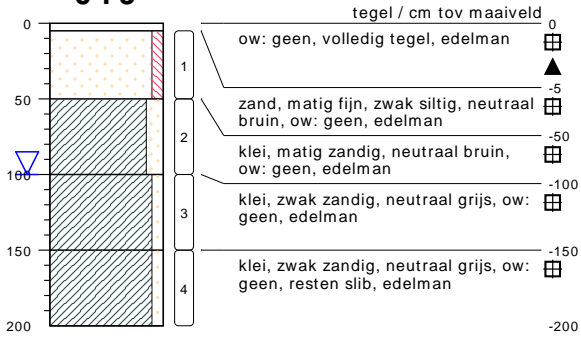 tegel / cm tov maaiveld
0
0
ow: geen, volledig tegel, edelman
1
-5
50
zand, matig fijn, zwak siltig, neutraal
bruin, ow: geen, edelman
2
-50
klei, matig zandig, neutraal bruin,
ow: geen, edelman
100
-100
klei, zwak zandig, neutraal grijs, ow:
geen, edelman
3
150
-150
klei, zwak zandig, neutraal grijs, ow:
geen, resten slib, edelman
4
200
-200